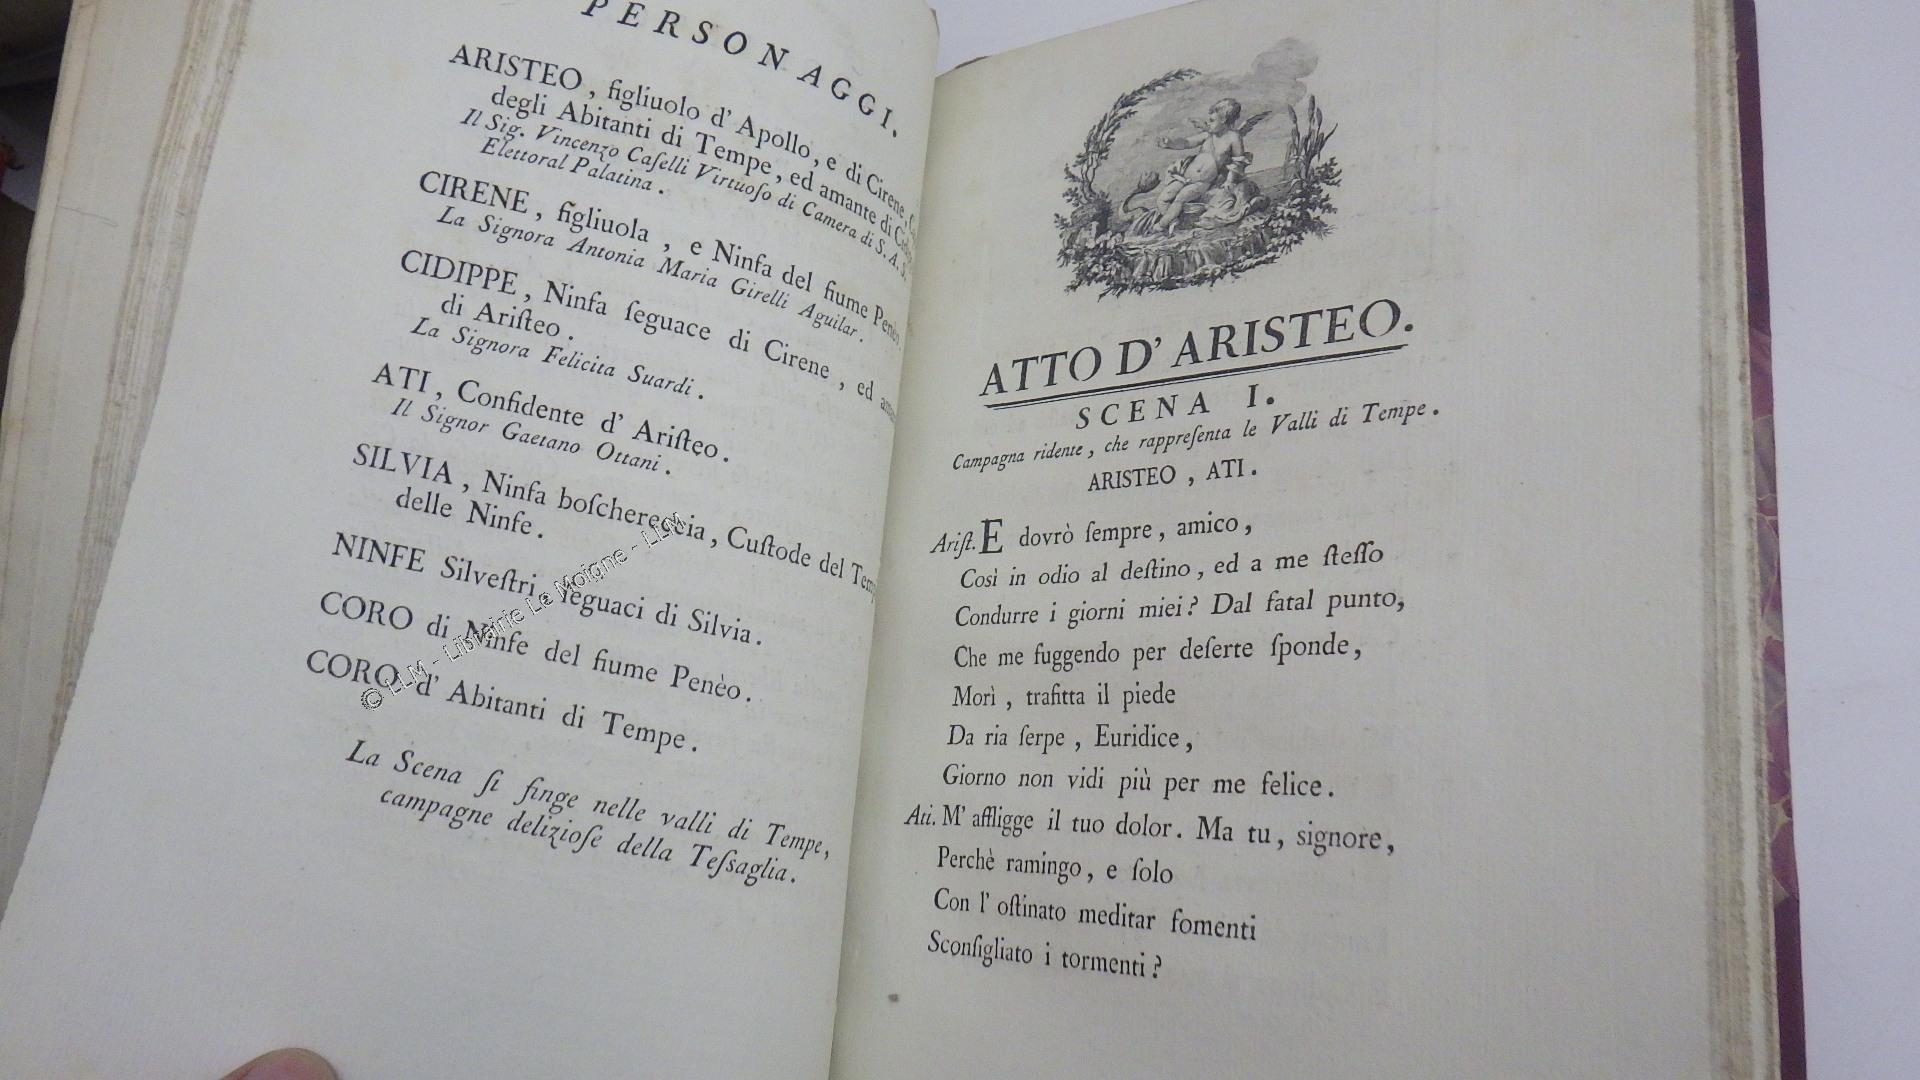 PERSONAGGI.
ARISTEO, figliuolo d' Apollo, e di Cirene,
degli Abitanti di Tempe, ed amante di
Il Sig. Vincenzo Caſelli Virtuoſo di Camera di S. A. S.
Elettoral Palatina.
CIRENE, figliuola, e Ninfa del fiume Penèo.
La Signora Antonia Maria Girelli Aguilar.
CIDIPPE, Ninfa ſeguace di Cirene, ed
di Ariſteo.
La Signora Felicita Suardi.
ATI, Confidente d' Ariſteo.
Il Signor Gaetano Ottani.
SILVIA, Ninfa boſchereccia, Cuſtode del
delle Ninfe.
NINFE Silveſtri, ſeguaci di Silvia.
CORO di Ninfe del fiume Penèo.
CORO d' Abitanti di Tempe.
La Scena ſi finge nelle valli di Tempe,
campagne delizioſe della Teſsaglia.
© LLM - Librairie Le Moigne - LLM
ATTO D' ARISTEO.
SCENA I.
Campagna ridente, che rappreſenta le Valli di Tempe.
ARISTEO, ATI.
Ariſt. E dovrò ſempre, amico,
Così in odio al deſtino, ed a me ſteſſo
Condurre i giorni miei? Dal fatal punto,
Che me fuggendo per deſerte ſponde,
Morì, trafitta il piede
Da ria ſerpe, Euridice,
Giorno non vidi più per me felice.
Ati. M' affligge il tuo dolor. Ma tu, signore,
Perchè ramingo, e ſolo
Con l' oſtinato meditar fomenti
Sconſigliato i tormenti?